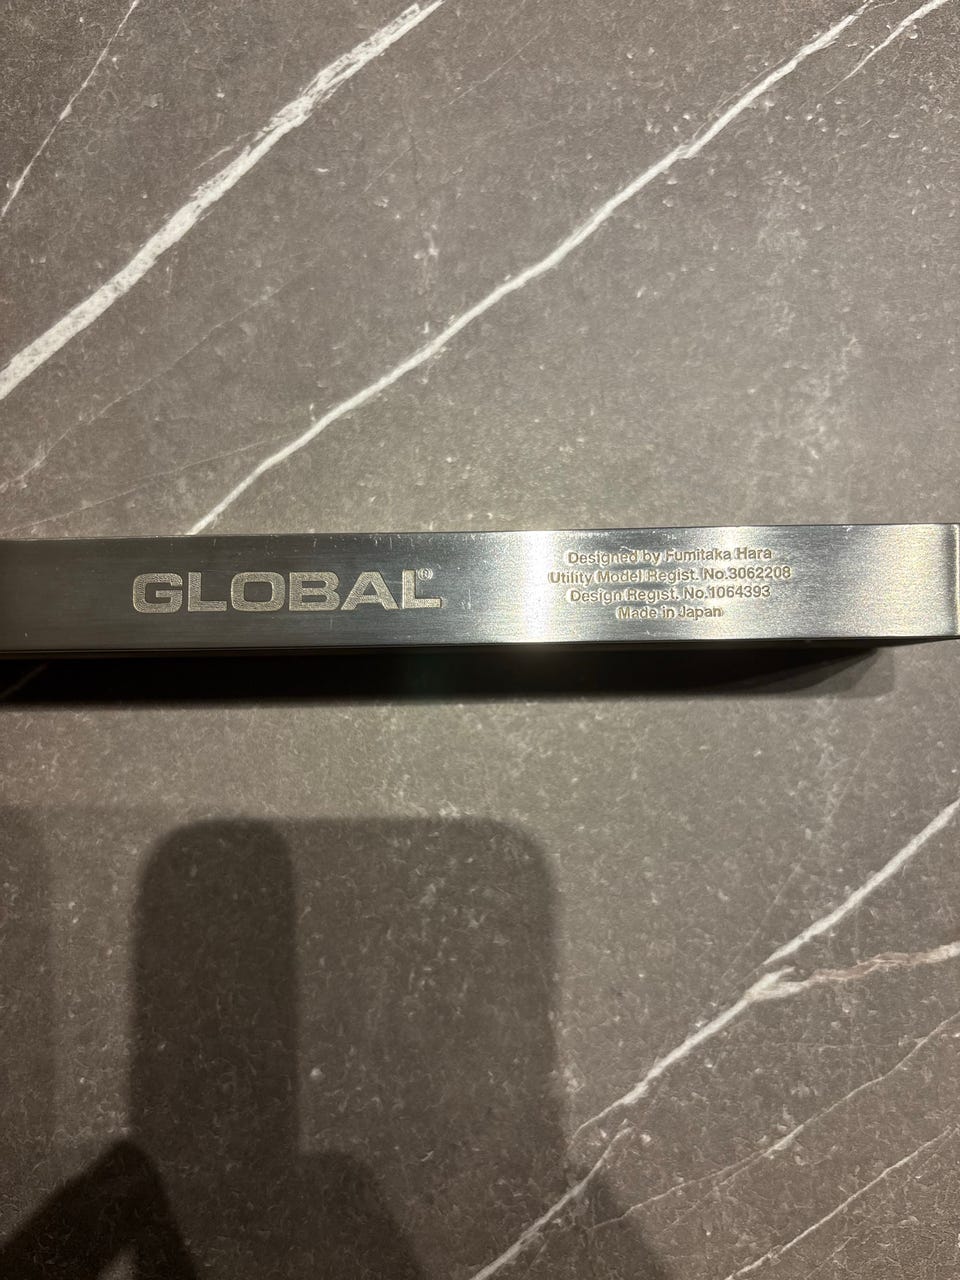 GLOBAL®
Designed by Fumitaka Hara
Utility Model Regist. No.3062208
Design Regist. No.1064393
Made in Japan